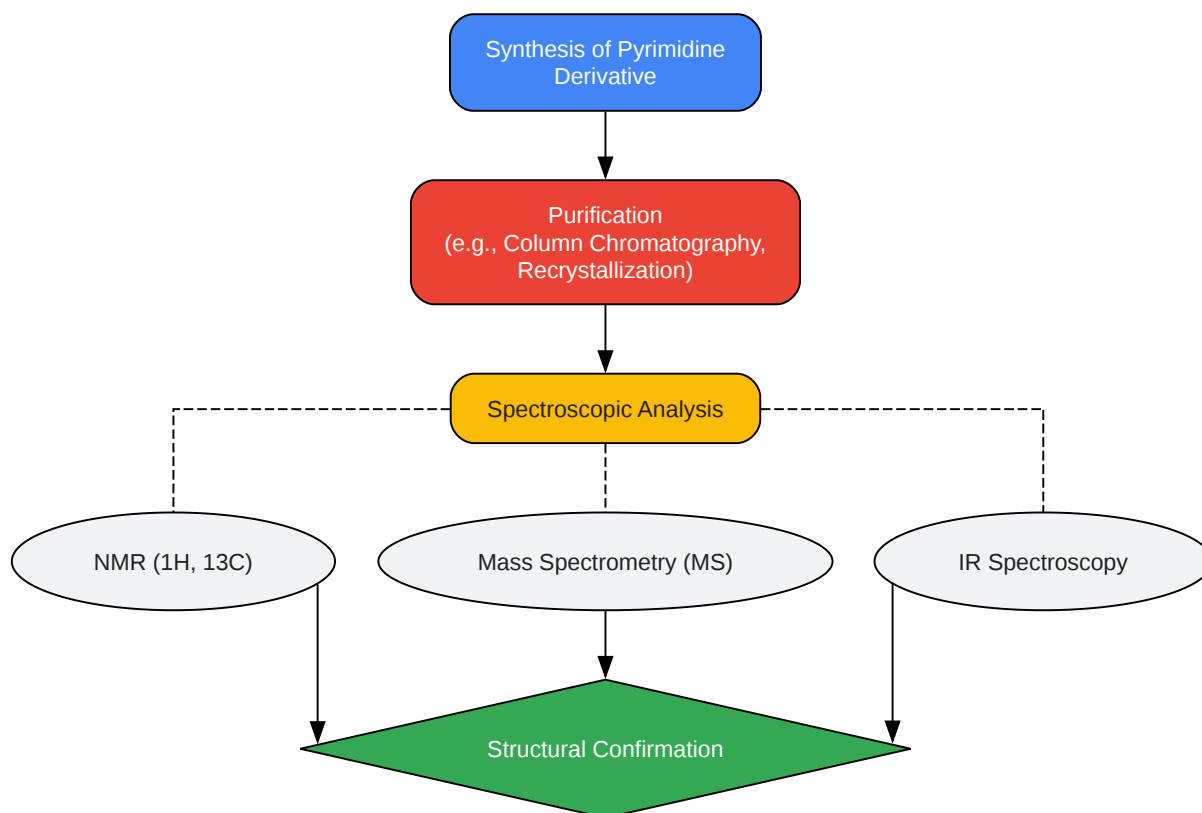 Synthesis of Pyrimidine
Derivative
Purification
(e.g., Column Chromatography,
Recrystallization)
Spectroscopic Analysis
NMR (1H, 13C)
Mass Spectrometry (MS)
IR Spectroscopy
Structural Confirmation